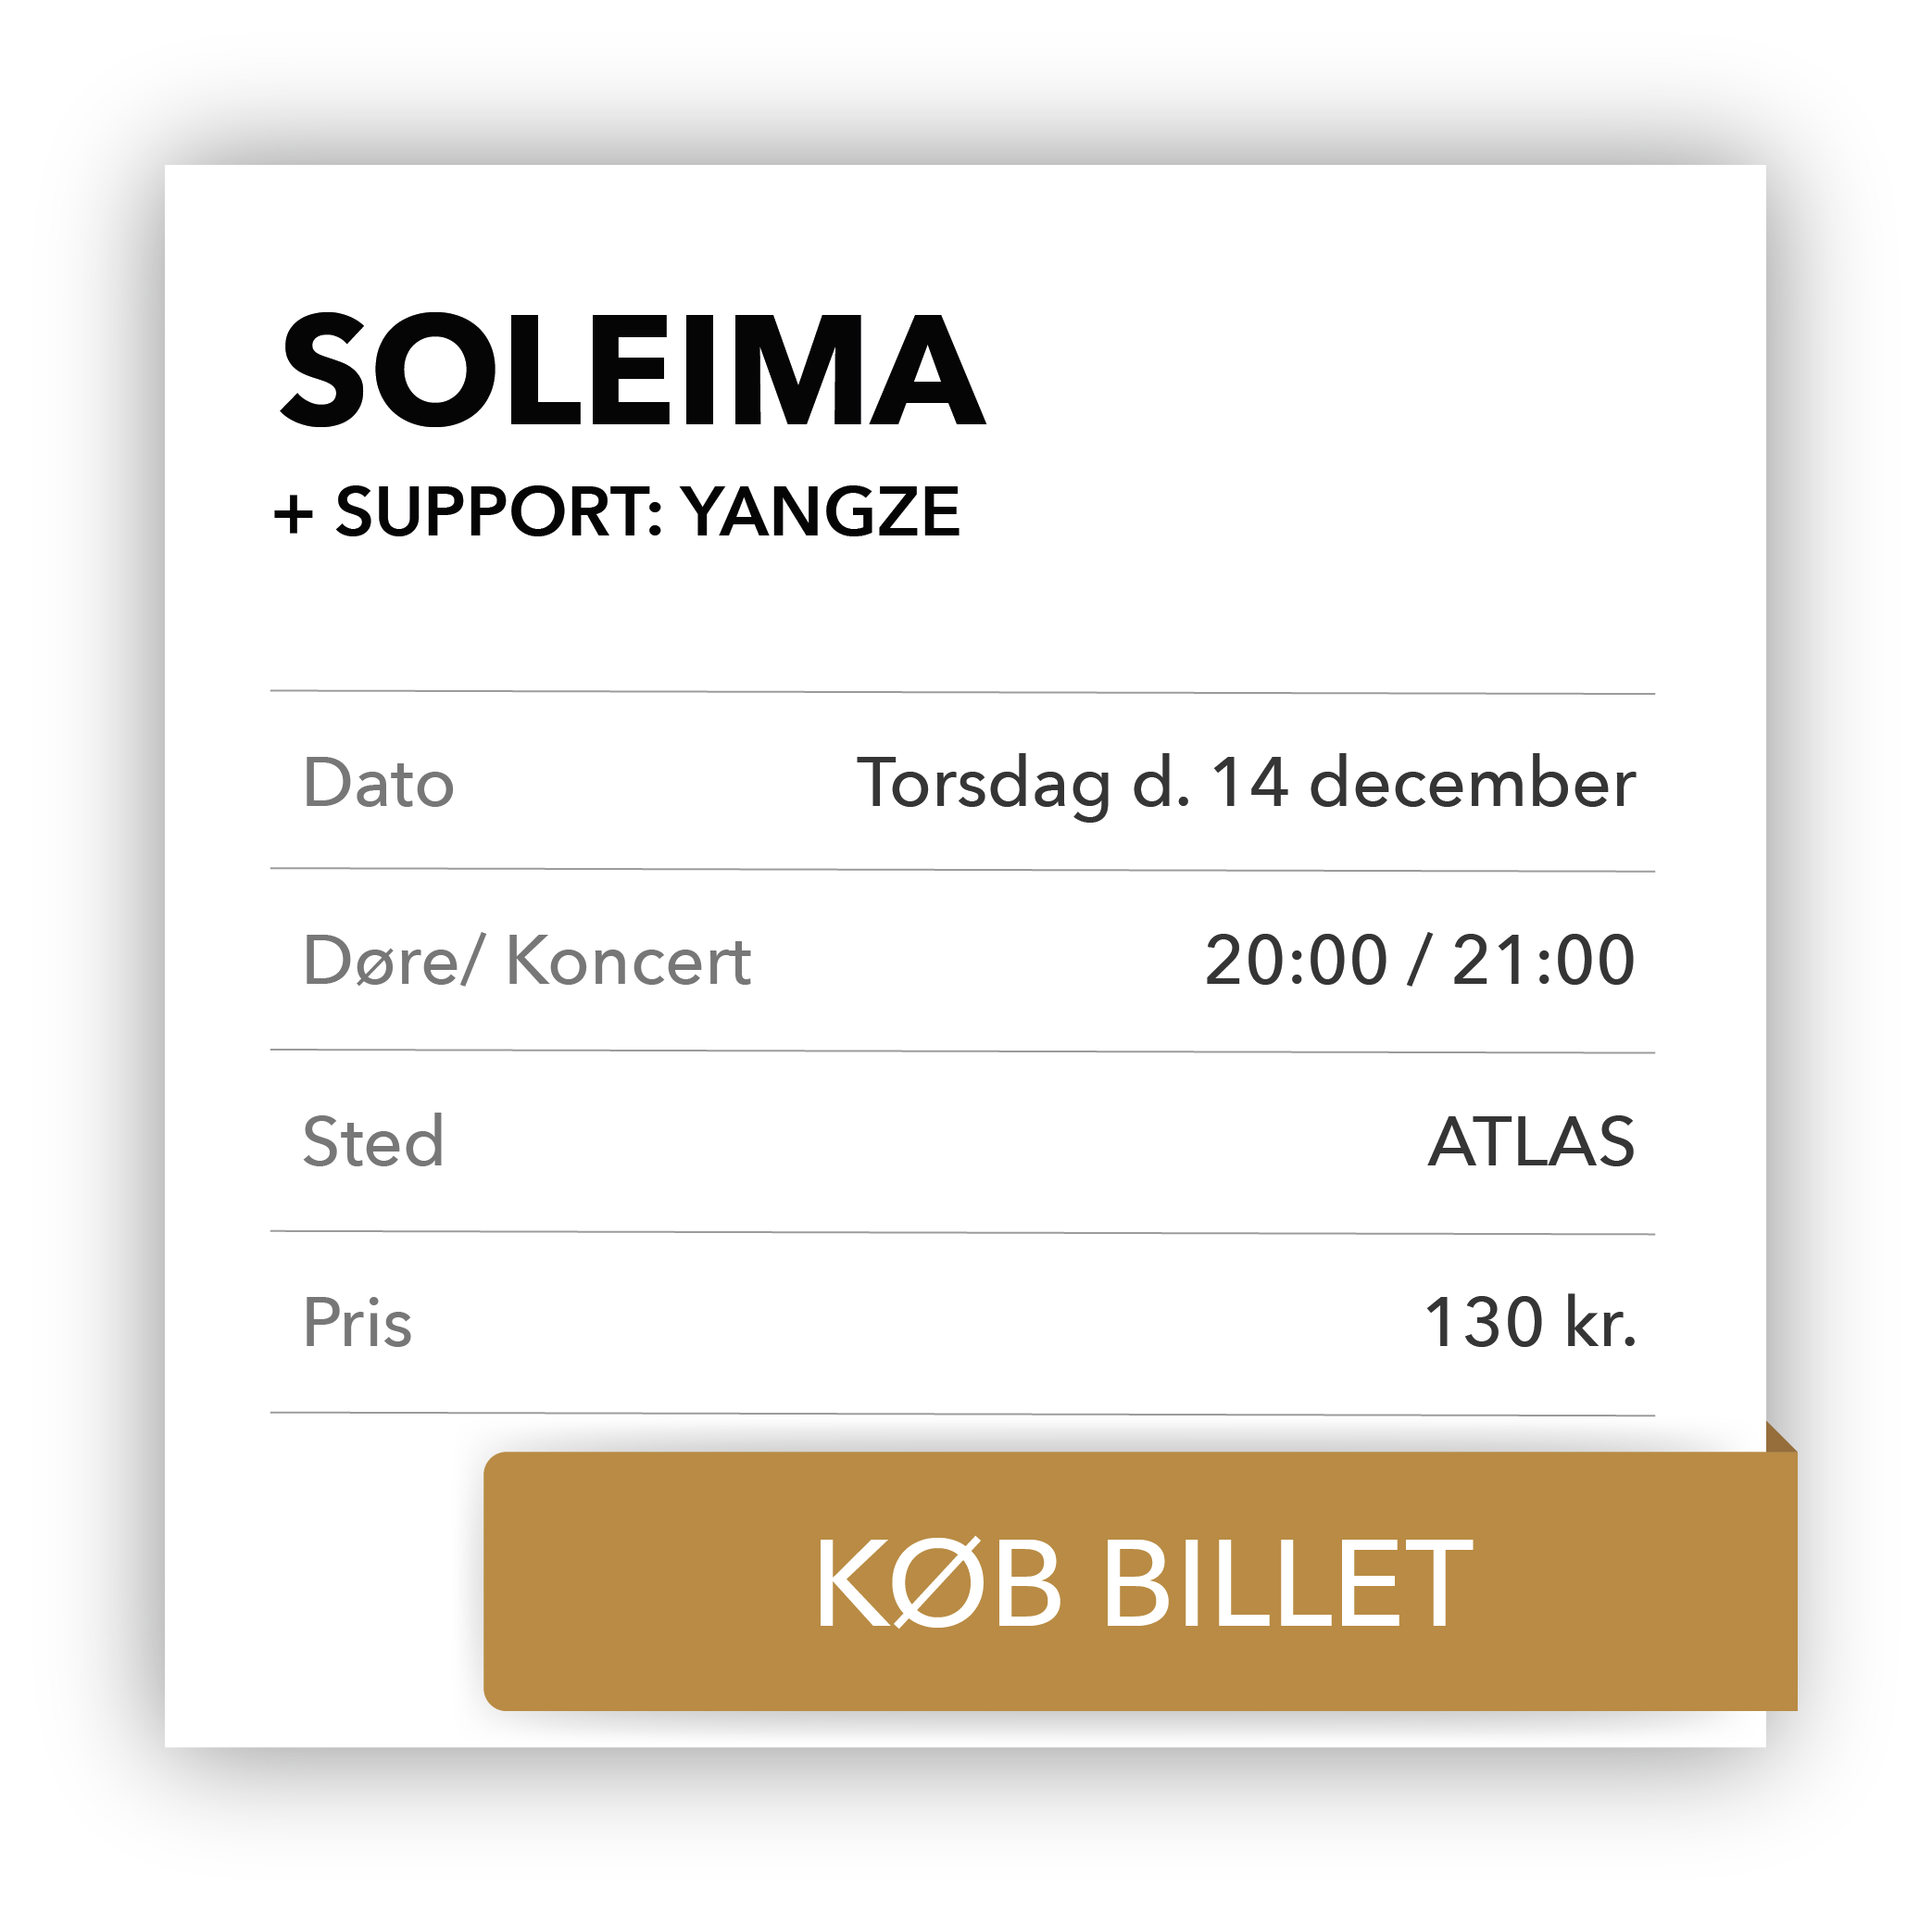 SOLEIMA
+ SUPPORT: YANGZE
Dato Torsdag d. 14 december
Døre/ Koncert 20:00 / 21:00
Sted ATLAS
Pris 130 kr.
KØB BILLET